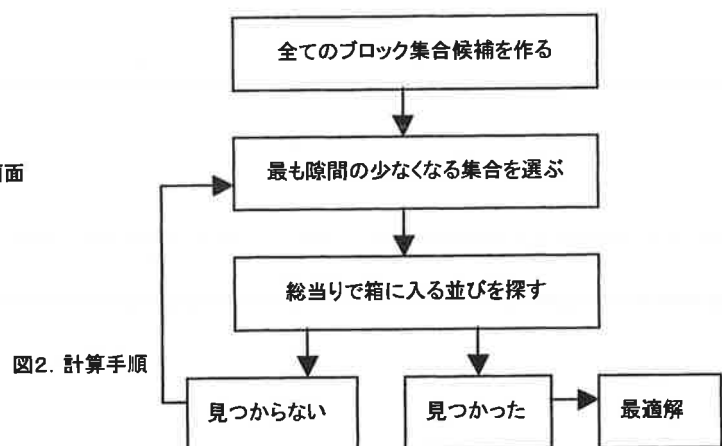 全てのブロック集合候補を作る
面
最も隙間の少なくなる集合を選ぶ
総当りで箱に入る並びを探す
図2. 計算手順
見つからない
見つかった
最適解